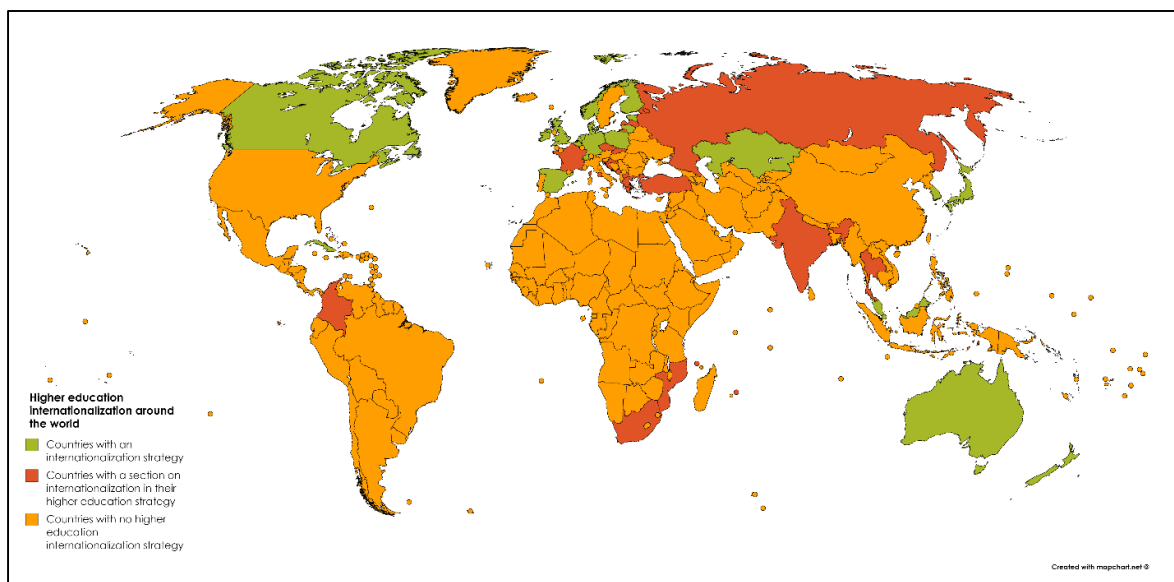 Higher education
internationalization around
the world
Countries with an
internationalization strategy
Countries with a section on
internationalization in their
higher education strategy
Countries with no higher
education
internationalization strategy
Created with mapchart.net ©